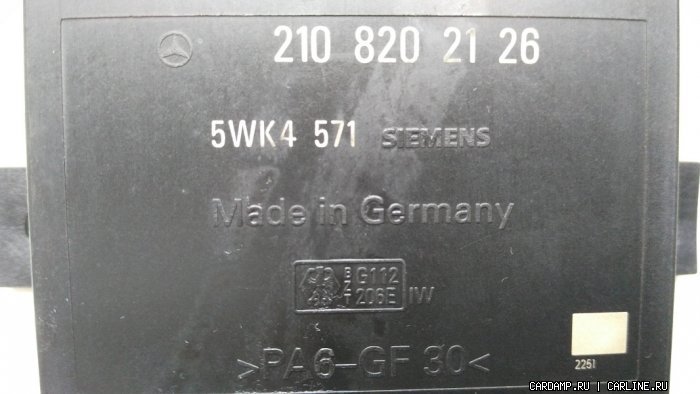 210 820 21 26
5WK4 571 SIEMENS
Made in Germany
BZT G112 206E IW
>PA6-GF 30<
2251
CARDAMP.RU | CARLINE.RU